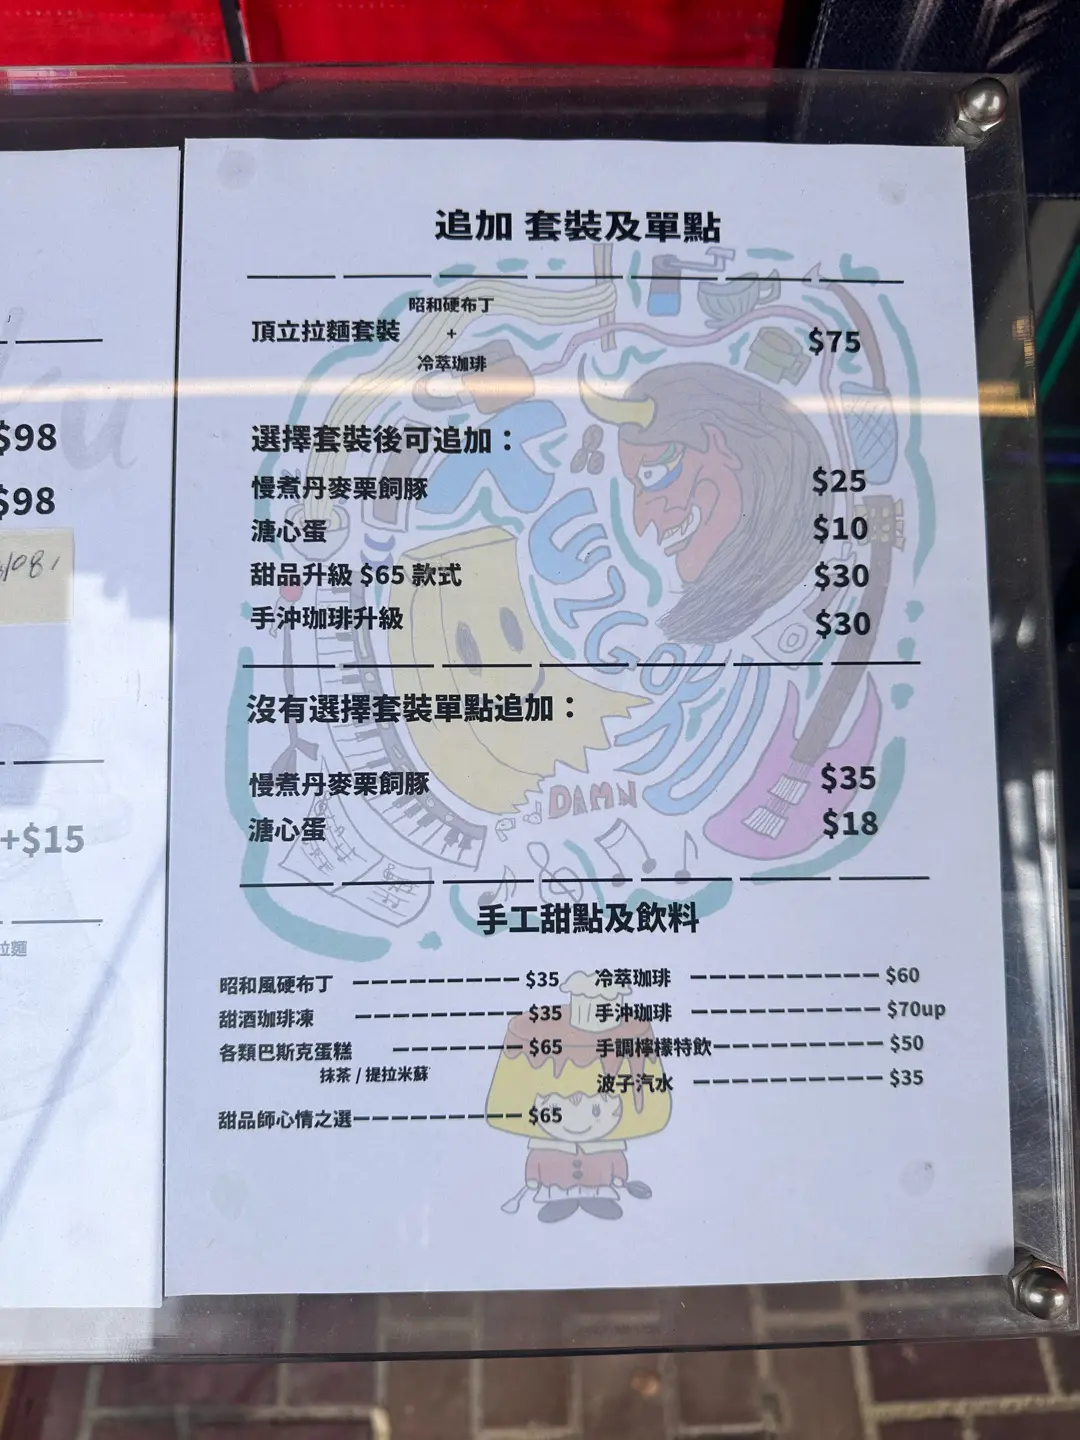 $98
$98
$108
+$15
拉麵
追加 套裝及單點
昭和硬布丁
頂立拉麵套裝 + $75
冷萃珈琲
選擇套裝後可追加：
慢煮丹麥栗飼豚 $25
溏心蛋 $10
甜品升級 $65 款式 $30
手沖珈琲升級 $30
沒有選擇套裝單點追加：
慢煮丹麥栗飼豚 $35
溏心蛋 $18
DAMN
手工甜點及飲料
昭和風硬布丁 $35
甜酒珈琲凍 $35
各類巴斯克蛋糕 $65
抹茶 / 提拉米蘇
甜品師心情之選 $65
冷萃珈琲 $60
手沖珈琲 $70up
手調檸檬特飲 $50
波子汽水 $35